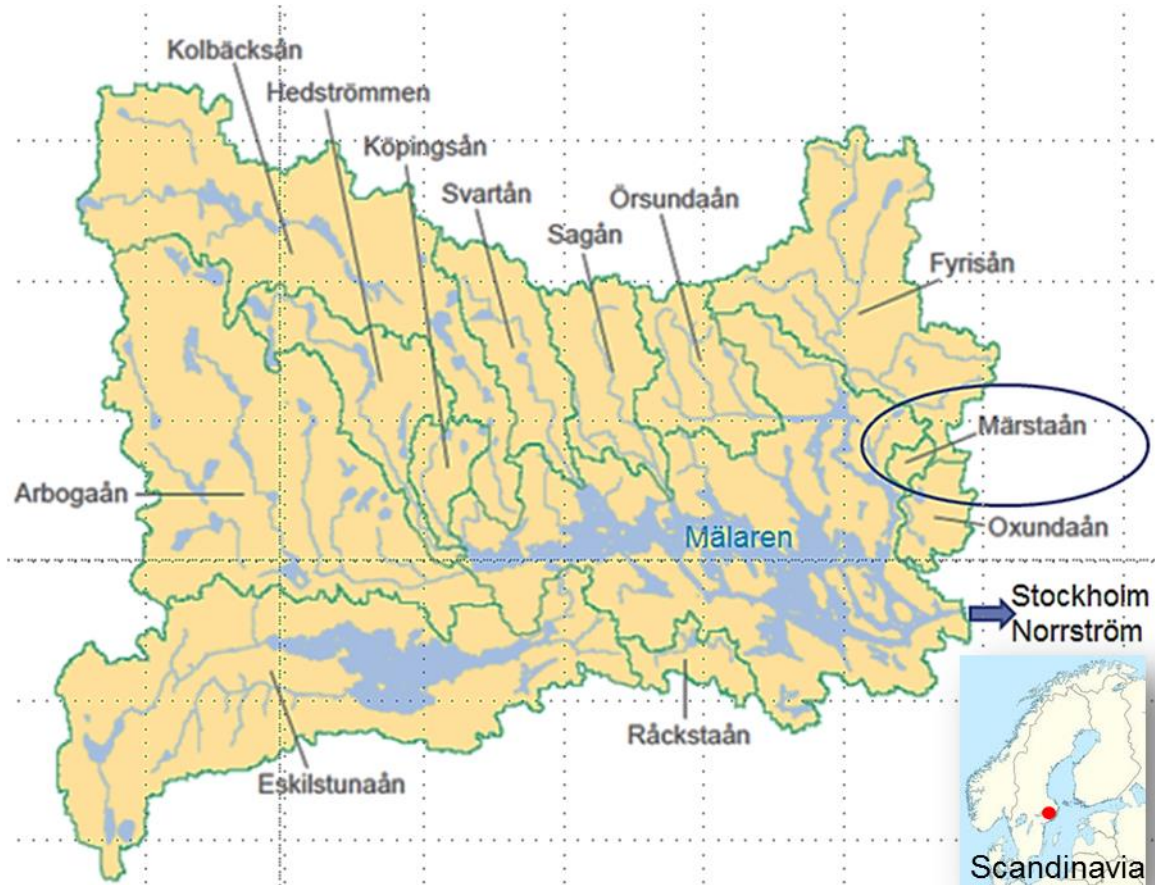 Kolbäcksån
Hedströmmen
Köpingsån
Svartån
Örsundaån
Sagån
Fyrisån
Märstaån
Arbogaån
Mälaren
Oxundaån
Stockholm
Norrström
Råckstaån
Eskilstunaån
Scandinavia